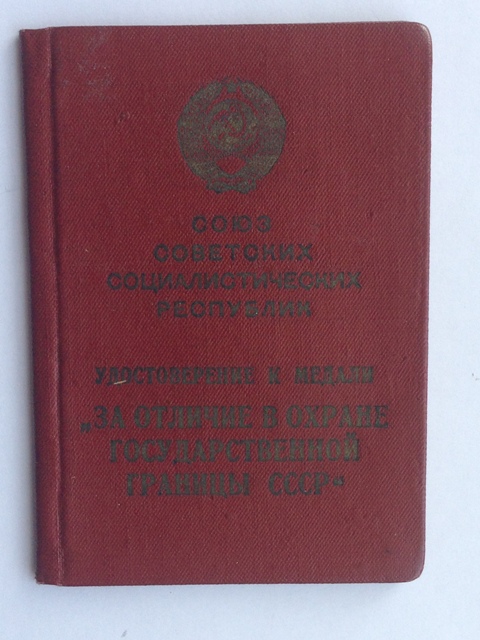 СОЮЗ
СОВЕТСКИХ
СОЦИАЛИСТИЧЕСКИХ
РЕСПУБЛИК
УДОСТОВЕРЕНИЕ К МЕДАЛИ
„ЗА ОТЛИЧИЕ В ОХРАНЕ
ГОСУДАРСТВЕННОЙ
ГРАНИЦЫ СССР“